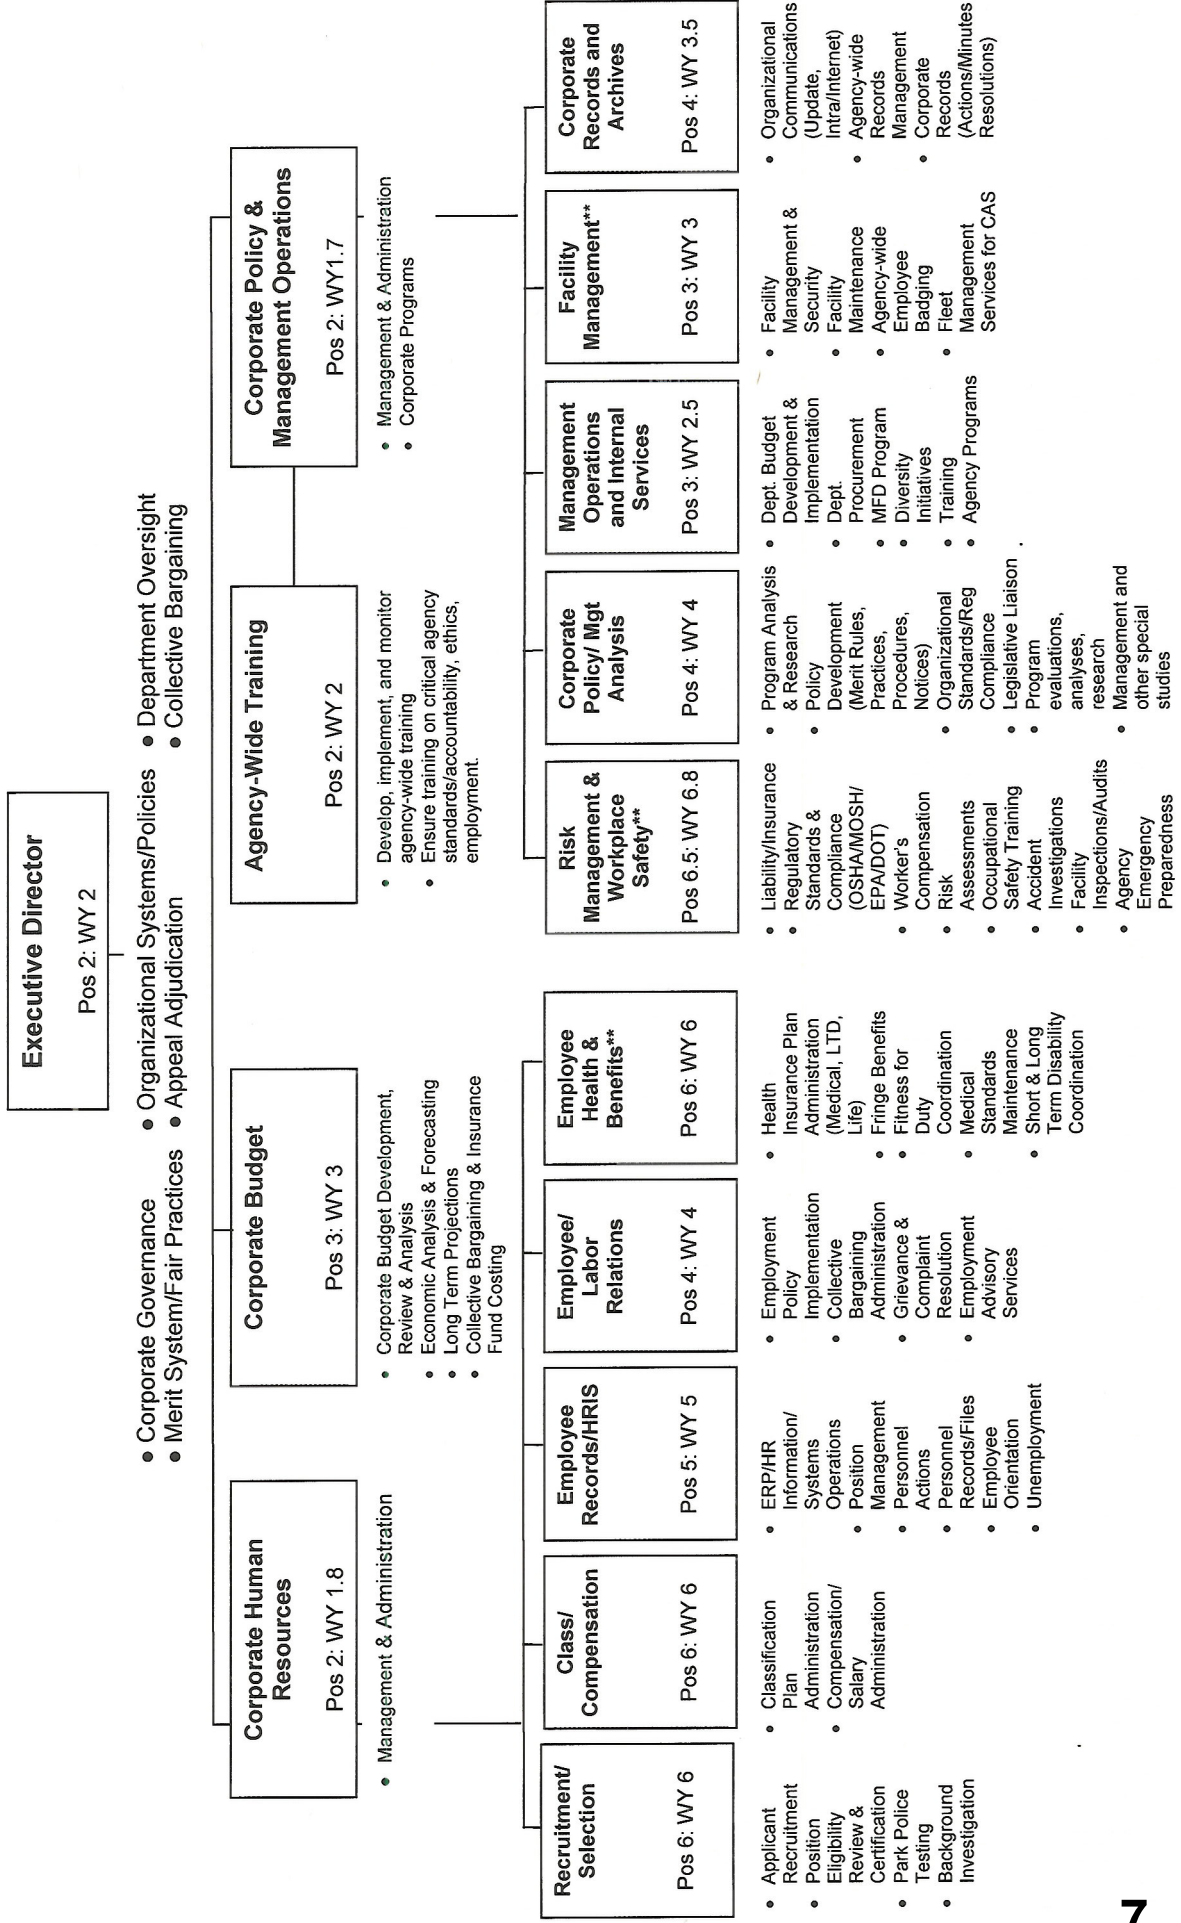 Executive Director
Pos 2: WY 2
• Corporate Governance
• Merit System/Fair Practices
• Organizational Systems/Policies
• Appeal Adjudication
• Department Oversight
• Collective Bargaining
Corporate Human
Resources
Pos 2: WY 1.8
• Management & Administration
Corporate Budget
Pos 3: WY 3
• Corporate Budget Development,
Review & Analysis
• Economic Analysis & Forecasting
• Long Term Projections
• Collective Bargaining & Insurance
Fund Costing
Agency-Wide Training
Pos 2: WY 2
• Develop, implement, and monitor
agency-wide training
• Ensure training on critical agency
standards/accountability, ethics,
employment.
Corporate Policy &
Management Operations
Pos 2: WY1.7
• Management & Administration
• Corporate Programs
Recruitment/
Selection
Pos 6: WY 6
• Applicant
Recruitment
• Position
Eligibility
Review &
Certification
• Park Police
Testing
• Background
Investigation
Class/
Compensation
Pos 6: WY 6
• Classification
Plan
Administration
• Compensation/
Salary
Administration
Employee
Records/HRIS
Pos 5: WY 5
• ERP/HR
Information/
Systems
Operations
• Position
Management
• Personnel
Actions
• Personnel
Records/Files
• Employee
Orientation
• Unemployment
Employee/
Labor
Relations
Pos 4: WY 4
• Employment
Policy
Implementation
• Collective
Bargaining
Administration
• Grievance &
Complaint
Resolution
• Employment
Advisory
Services
Employee
Health &
Benefits**
Pos 6: WY 6
• Health
Insurance Plan
Administration
(Medical, LTD,
Life)
• Fringe Benefits
• Fitness for
Duty
Coordination
• Medical
Standards
Maintenance
• Short & Long
Term Disability
Coordination
Risk
Management &
Workplace
Safety**
Pos 6.5: WY 6.8
• Liability/Insurance
• Regulatory
Standards &
Compliance
(OSHA/MOSH/
EPA/DOT)
• Worker's
Compensation
• Risk
Assessments
• Occupational
Safety Training
• Accident
Investigations
• Facility
Inspections/Audits
• Agency
Emergency
Preparedness
Corporate
Policy/ Mgt
Analysis
Pos 4: WY 4
• Program Analysis
& Research
• Policy
Development
(Merit Rules,
Practices,
Procedures,
Notices)
• Organizational
Standards/Reg
Compliance
• Legislative Liaison
• Program
evaluations,
analyses,
research
• Management and
other special
studies
Management
Operations
and Internal
Services
Pos 3: WY 2.5
• Dept. Budget
Development &
Implementation
• Dept.
Procurement
• MFD Program
• Diversity
Initiatives
• Training
• Agency Programs
Facility
Management**
Pos 3: WY 3
• Facility
Management &
Security
• Facility
Maintenance
• Agency-wide
Employee
Badging
• Fleet
Management
Services for CAS
Corporate
Records and
Archives
Pos 4: WY 3.5
• Organizational
Communications
(Update,
Intra/Internet)
• Agency-wide
Records
Management
• Corporate
Records
(Actions/Minutes
Resolutions)
7